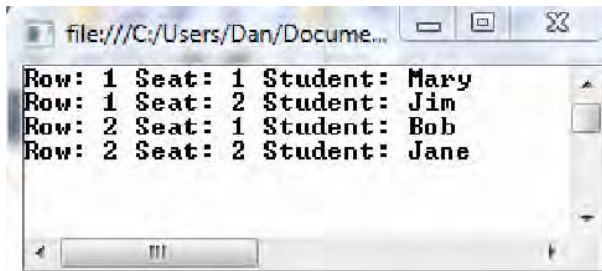 file:///C:/Users/Dan/Docume...
Row: 1 Seat: 1 Student: Mary
Row: 1 Seat: 2 Student: Jim
Row: 2 Seat: 1 Student: Bob
Row: 2 Seat: 2 Student: Jane